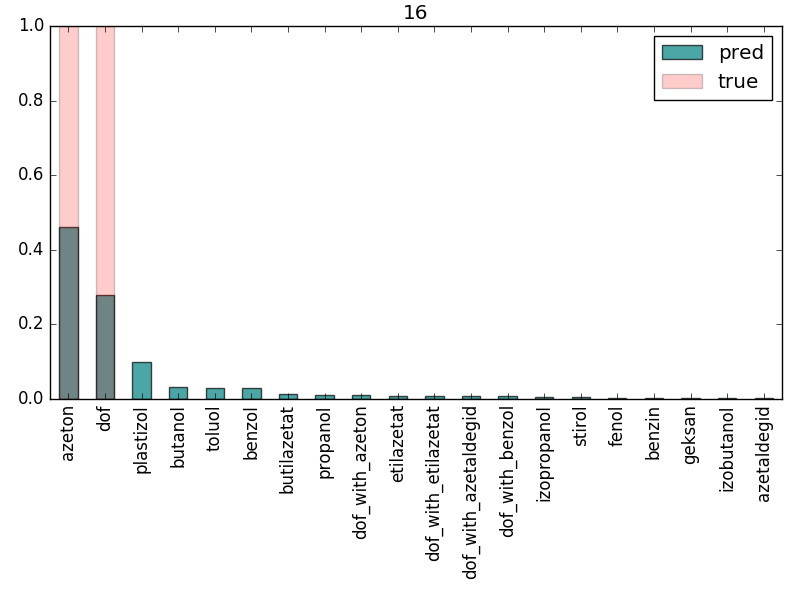 16
1.0
0.8
0.6
0.4
0.2
0.0
pred
true
azeton
dof
plastizol
butanol
toluol
benzol
butilazetat
propanol
dof_with_azeton
etilazetat
dof_with_etilazetat
dof_with_azetaldegid
dof_with_benzol
izopropanol
stirol
fenol
benzin
geksan
izobutanol
azetaldegid